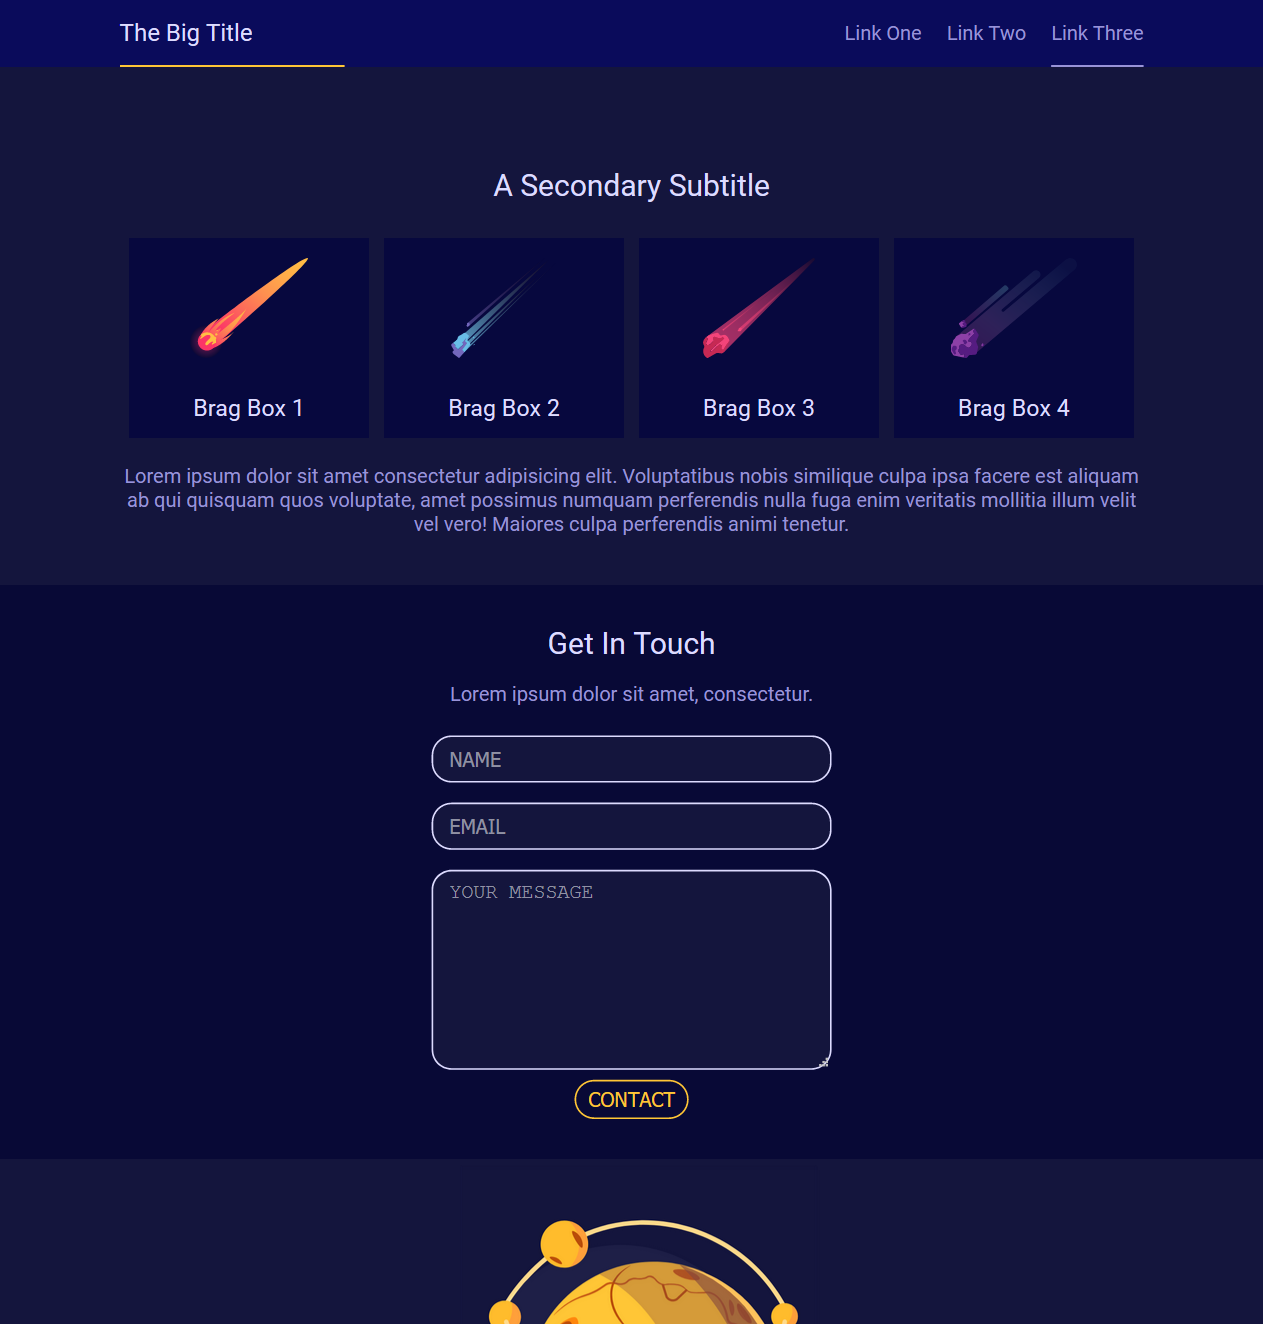 The Big Title
Link One Link Two Link Three
A Secondary Subtitle
Brag Box 1 Brag Box 2 Brag Box 3 Brag Box 4
Lorem ipsum dolor sit amet consectetur adipisicing elit. Voluptatibus nobis similique culpa ipsa facere est aliquam
ab qui quisquam quos voluptate, amet possimus numquam perferendis nulla fuga enim veritatis mollitia illum velit
vel vero! Maiores culpa perferendis animi tenetur.
Get In Touch
Lorem ipsum dolor sit amet, consectetur.
NAME
EMAIL
YOUR MESSAGE
CONTACT